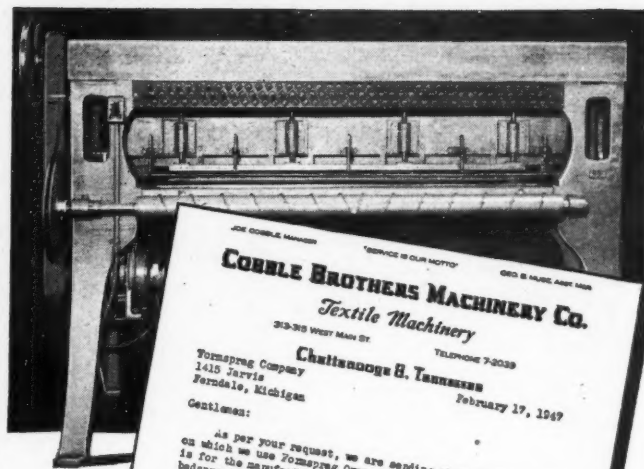 JOE COBBLE, MANAGER "SERVICE IS OUR MOTTO" GEO. B. MUSE, ASST. MGR.
COBBLE BROTHERS MACHINERY CO.
Textile Machinery
313-315 WEST MAIN ST. TELEPHONE 7-2039
Chattanooga 8, Tennessee
February 17, 1947
Formsprag Company
1415 Jarvis
Ferndale, Michigan
Gentlemen:
As per your request, we are sending
on which we use Formsprag
is for the